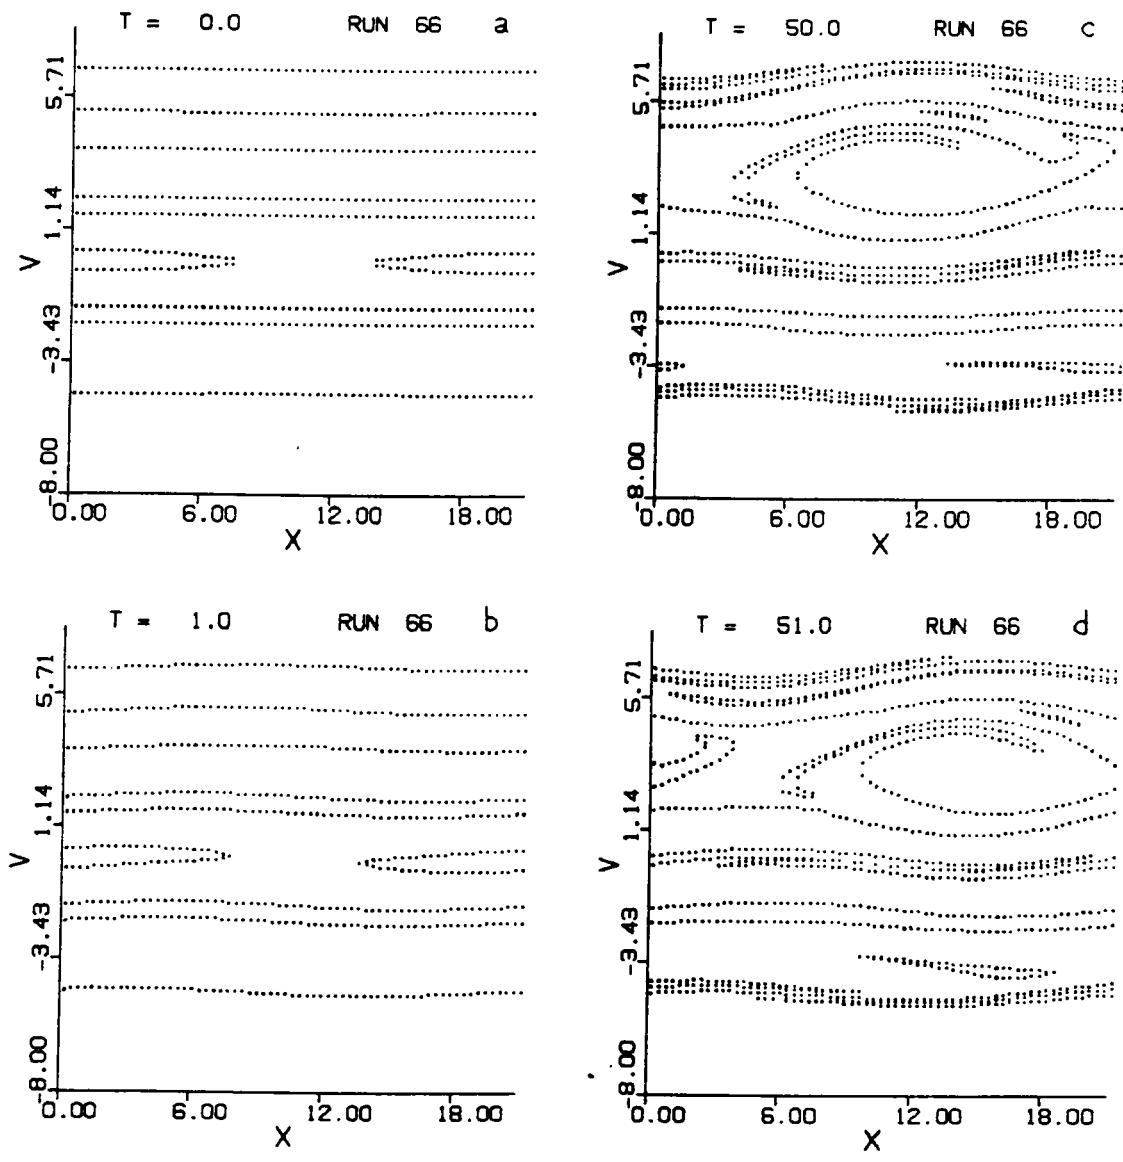 T = 0.0 RUN 66 a
5.71
1.14
V
-3.43
-8.00
0.00 6.00 12.00 18.00
X
T = 50.0 RUN 66 c
5.71
1.14
V
-3.43
-8.00
0.00 6.00 12.00 18.00
X
T = 1.0 RUN 66 b
5.71
1.14
V
-3.43
-8.00
0.00 6.00 12.00 18.00
X
T = 51.0 RUN 66 d
5.71
1.14
V
-3.43
-8.00
0.00 6.00 12.00 18.00
X